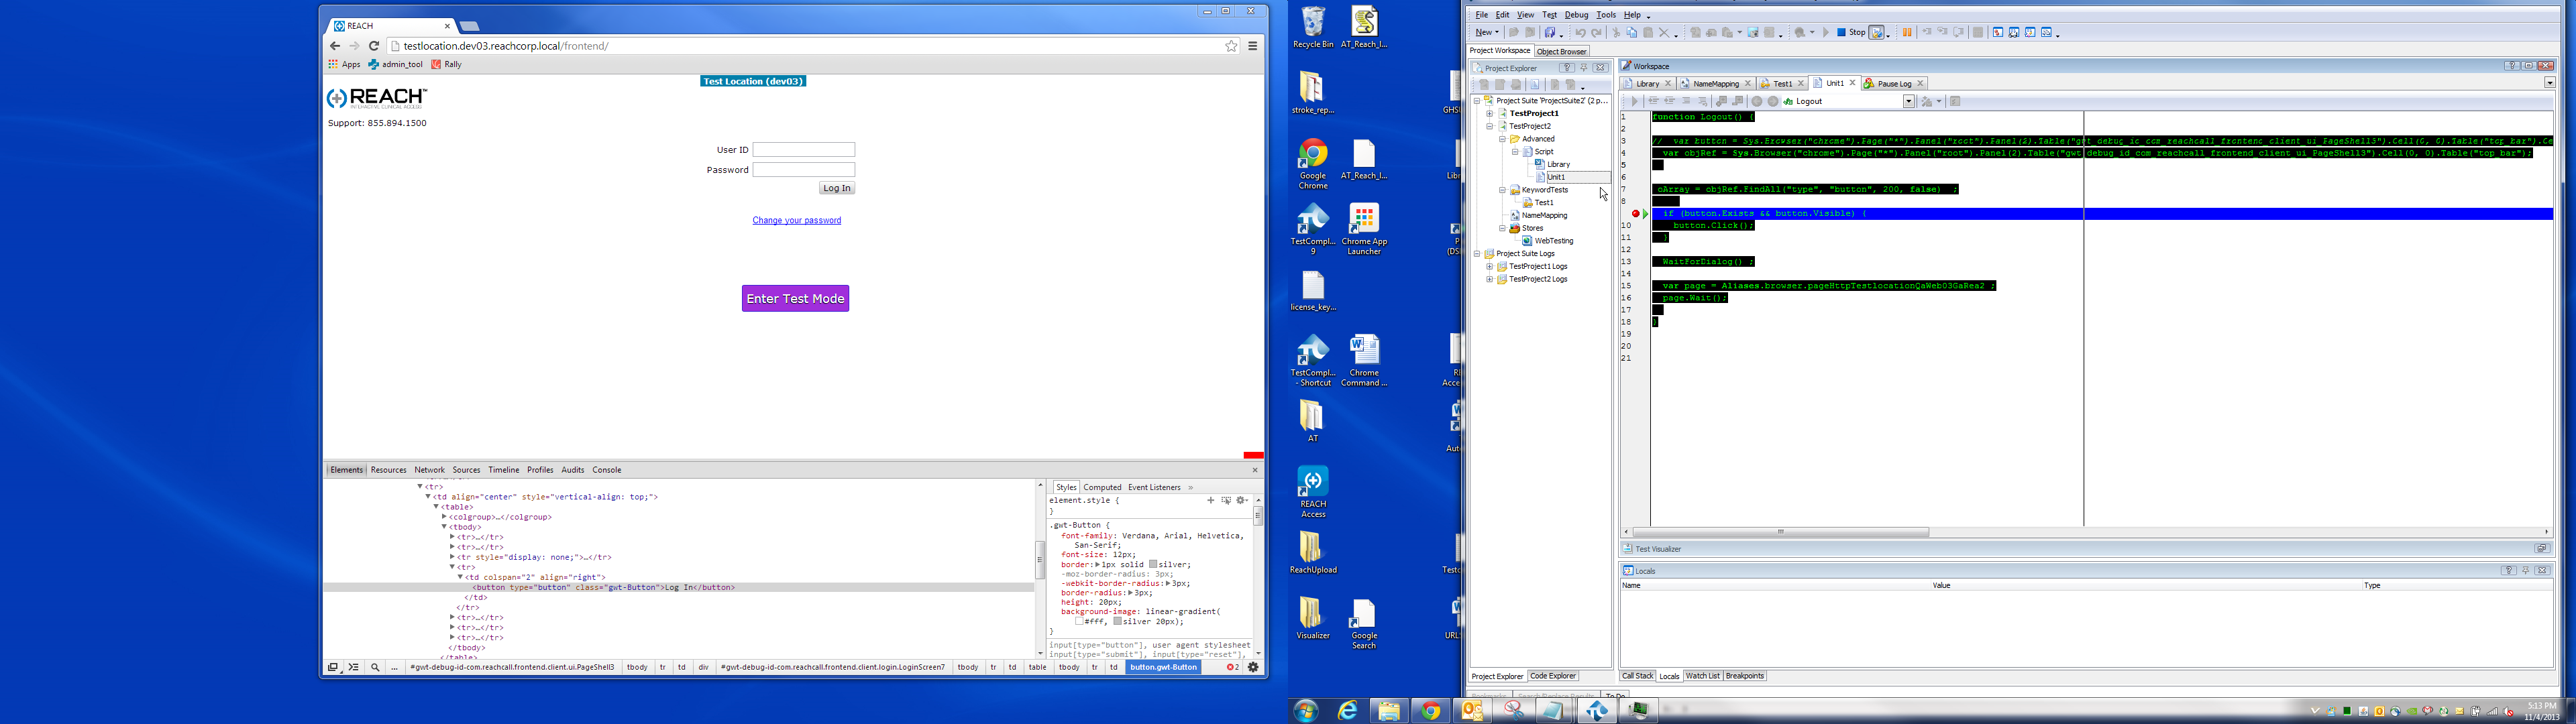 REACH
testlocation.dev03.reachcorp.local/frontend/
Apps admin_tool Rally
Test Location (dev03)
REACH
INTERACTIVE CLINICAL ACCESS
Support: 855.894.1500
User ID
Password
Log In
Change your password
Enter Test Mode
Elements Resources Network Sources Timeline Profiles Audits Console
<tr>
<td align="center" style="vertical-align: top;">
<table>
<colgroup>…</colgroup>
<tbody>
<tr>…</tr>
<tr>…</tr>
<tr style="display: none;">…</tr>
<tr>
<td colspan="2" align="right">
<button type="button" class="gwt-Button">Log In</button>
</td>
</tr>
<tr>…</tr>
<tr>…</tr>
<tr>…</tr>
</tbody>
</table>
Styles Computed Event Listeners »
element.style {
}
.gwt-Button {
font-family: Verdana, Arial, Helvetica,
San-Serif;
font-size: 12px;
border: 1px solid silver;
-moz-border-radius: 3px;
-webkit-border-radius: 3px;
border-radius: 3px;
height: 20px;
background-image: linear-gradient(
#fff, silver 20px);
}
input[type="button"], user agent stylesheet
input[type="submit"], input[type="reset"],
... #gwt-debug-id-com.reachcall.frontend.client.ui.PageShell3 tbody tr td div #gwt-debug-id-com.reachcall.frontend.client.login.LoginScreen7 tbody tr td table tbody tr td button.gwt-Button 2
Recycle Bin
AT_Reach_I...
stroke_rep...
GHS
Google Chrome
AT_Reach_I...
TestCompl... 9
Chrome App Launcher
license_key...
TestCompl... - Shortcut
Chrome Command ...
AT
REACH Access
ReachUpload
Visualizer
Google Search
File Edit View Test Debug Tools Help
New Stop
Project Workspace Object Browser
Project Explorer
Project Suite 'ProjectSuite2' (2 p...
TestProject1
TestProject2
Advanced
Script
Library
Unit1
KeywordTests
Test1
NameMapping
Stores
WebTesting
Project Suite Logs
TestProject1 Logs
TestProject2 Logs
Project Explorer Code Explorer
Workspace
Library NameMapping Test1 Unit1 Pause Log
Logout
1 function Logout() {
2
3 // var button = Sys.Browser("chrome").Page("*").Panel("root").Panel(2).Table("gwt_debug_id_com_reachcall_frontend_client_ui_PageShell3").Cell(0, 0).Table("top_bar").Ce
4 var objRef = Sys.Browser("chrome").Page("*").Panel("root").Panel(2).Table("gwt_debug_id_com_reachcall_frontend_client_ui_PageShell3").Cell(0, 0).Table("top_bar");
5
6
7 oArray = objRef.FindAll("type", "button", 200, false) ;
8
if (button.Exists && button.Visible) {
10 button.Click();
11 }
12
13 WaitForDialog() ;
14
15 var page = Aliases.browser.pageHttpTestlocationQaWeb03GaRea2 ;
16 page.Wait();
17
18 }
19
20
21
Test Visualizer
Locals
Name Value Type
Call Stack Locals Watch List Breakpoints
Bookmarks Search/Replace Results To Do
5:13 PM
11/4/2013